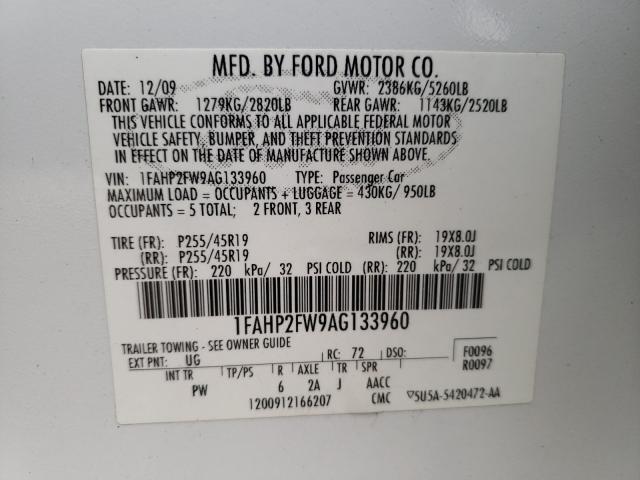 MFD. BY FORD MOTOR CO.
DATE: 12/09 GVWR: 2386KG/5260LB
FRONT GAWR: 1279KG/2820LB REAR GAWR: 1143KG/2520LB
THIS VEHICLE CONFORMS TO ALL APPLICABLE FEDERAL MOTOR
VEHICLE SAFETY, BUMPER, AND THEFT PREVENTION STANDARDS
IN EFFECT ON THE DATE OF MANUFACTURE SHOWN ABOVE.
VIN: 1FAHP2FW9AG133960 TYPE: Passenger Car
MAXIMUM LOAD = OCCUPANTS + LUGGAGE = 430KG/ 950LB
OCCUPANTS = 5 TOTAL; 2 FRONT, 3 REAR
TIRE (FR): P255/45R19 RIMS (FR): 19X8.0J
(RR): P255/45R19 (RR): 19X8.0J
PRESSURE (FR): 220 kPa/ 32 PSI COLD (RR): 220 kPa/ 32 PSI COLD
1FAHP2FW9AG133960
TRAILER TOWING - SEE OWNER GUIDE
EXT PNT: UG RC: 72 DSO: F0096
R0097
INT TR TP/PS R AXLE TR SPR
PW 6 2A J AACC
1200912166207 CMC ▽5U5A-5420472-AA